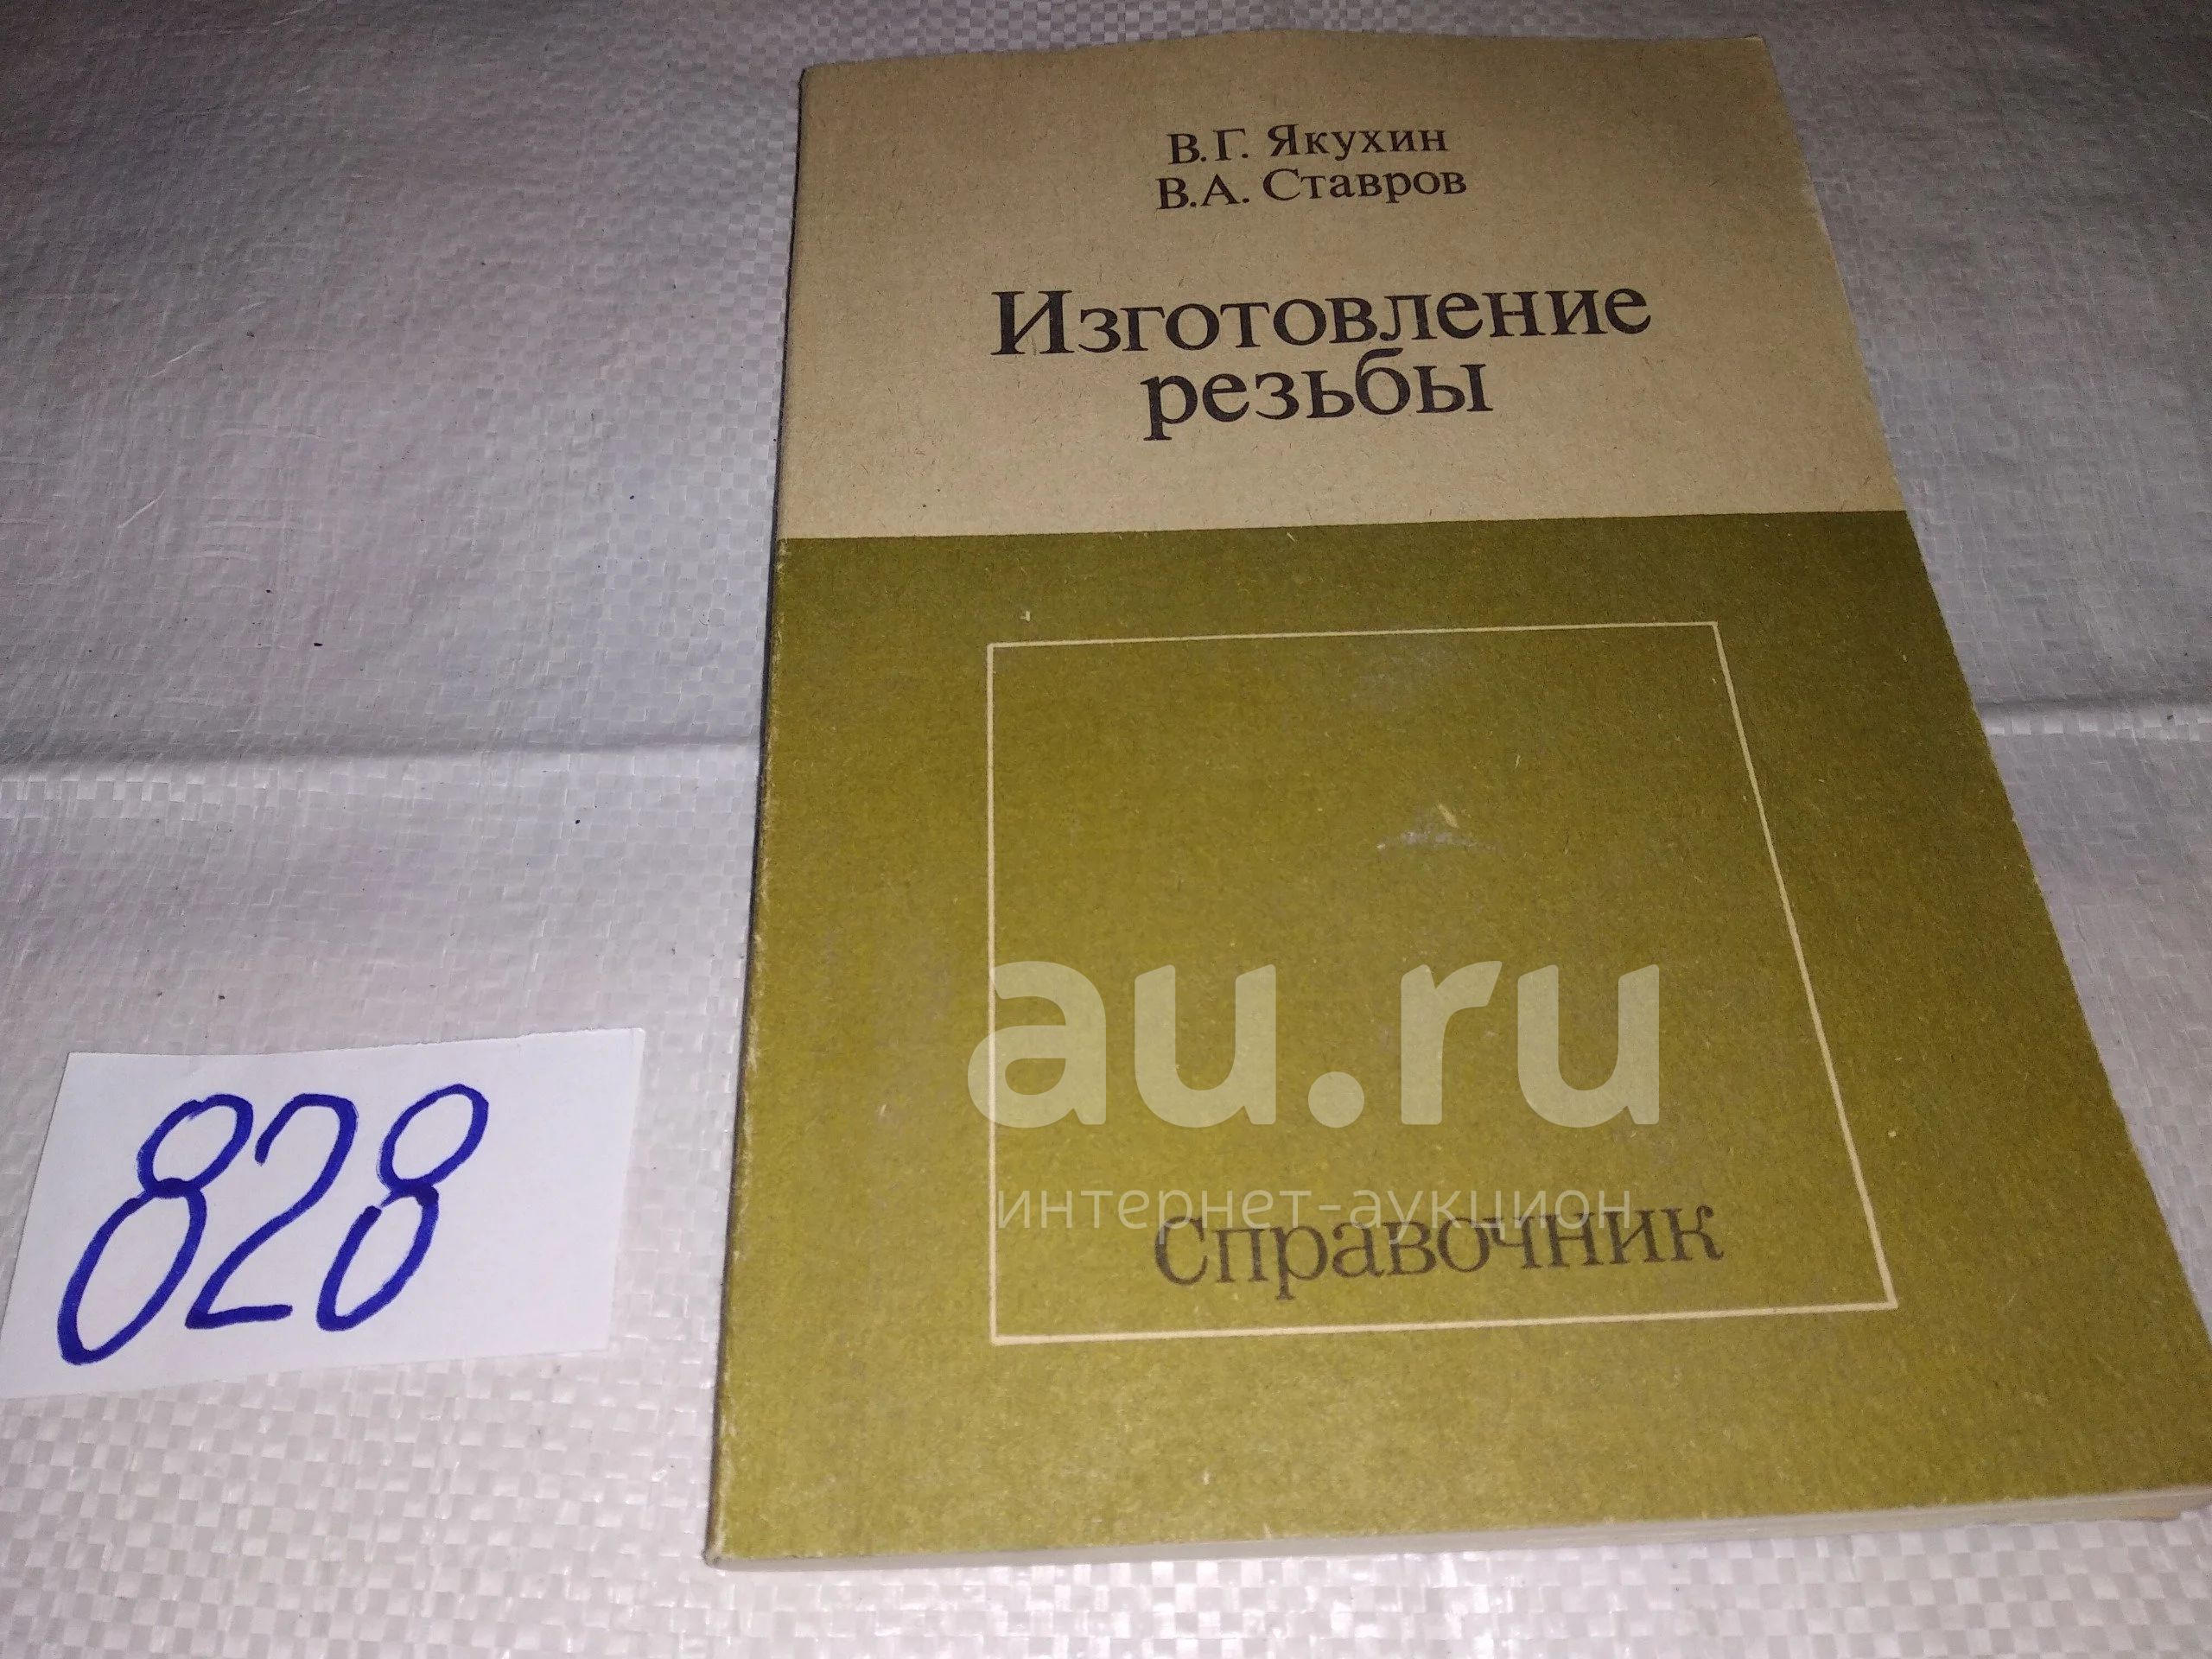 В.Г. Якухин
В.А. Ставров
Изготовление
резьбы
au.ru
интернет-аукцион
Справочник
828